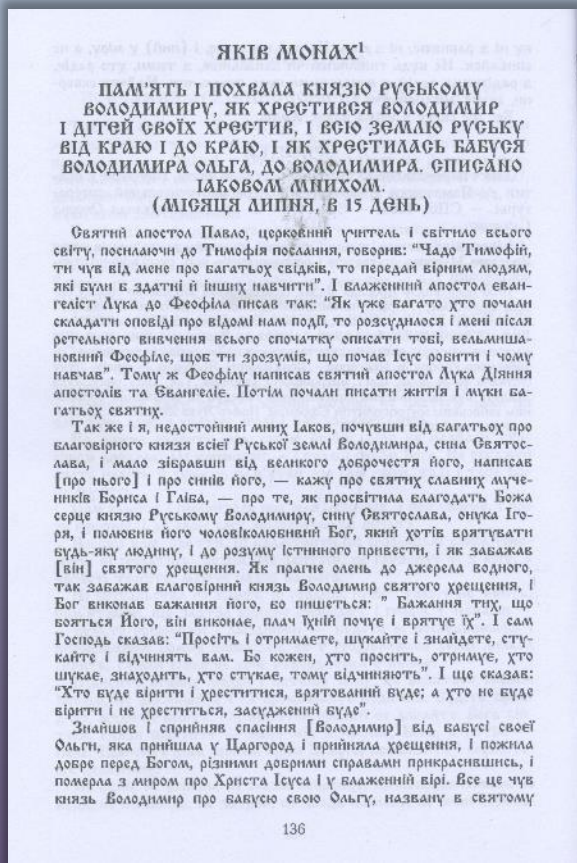 ЯКІВ МОНАХ¹
ПАМ'ЯТЬ І ПОХВАЛА КНЯЗЮ РУСЬКОМУ
ВОЛОДИМИРУ, ЯК ХРЕСТИВСЯ ВОЛОДИМИР
І ДІТЕЙ СВОЇХ ХРЕСТИВ, І ВСЮ ЗЕМЛЮ РУСЬКУ
ВІД КРАЮ І ДО КРАЮ, І ЯК ХРЕСТИЛАСЬ БАБУСЯ
ВОЛОДИМИРА ОЛЬГА, ДО ВОЛОДИМИРА. СПИСАНО
ІАКОВОМ МНИХОМ.
(МІСЯЦЯ ЛИПНЯ, В 15 ДЕНЬ)
Святий апостол Павло, церковний учитель і світило всього
світу, посилаючи до Тимофія послання, говорив: “Чадо Тимофій,
ти чув від мене про багатьох свідків, то передай вірним людям,
які були б здатні й інших навчити”. І блаженний апостол єван-
геліст Лука до Феофіла писав так: “Як уже багато хто почали
складати оповіді про відомі нам події, то розсудилося і мені після
ретельного вивчення всього спочатку описати тобі, вельмиша-
новний Феофіле, щоб ти зрозумів, що почав Ісус робити і чому
навчав”. Тому ж Феофілу написав святий апостол Лука Діяння
апостолів та Євангеліє. Потім почали писати житія і муки ба-
гатьох святих.
Так же і я, недостойний мних Іаков, почувши від багатьох про
благовірного князя всієї Руської землі Володимира, сина Святос-
лава, і мало зібравши від великого доброчестя його, написав
[про нього] і про синів його, — кажу про святих славних муче-
ників Бориса і Гліба, — про те, як просвітила благодать Божа
серце князю Руському Володимиру, сину Святослава, онука Іго-
ря, і полюбив його чоловіколюбивий Бог, який хотів врятувати
будь-яку людину, і до розуму істинного привести, і як забажав
[він] святого хрещення. Як прагне олень до джерела водного,
так забажав благовірний князь Володимир святого хрещення, і
Бог виконав бажання його, бо пишеться: ” Бажання тих, що
бояться Його, він виконає, плач їхній почує і врятує їх”. І сам
Господь сказав: “Просіть і отримаєте, шукайте і знайдете, сту-
кайте і відчинять вам. Бо кожен, хто просить, отримує, хто
шукає, знаходить, хто стукає, тому відчиняють”. І ще сказав:
“Хто буде вірити і хреститися, врятований буде; а хто не буде
вірити і не хреститься, засуджений буде”.
Знайшов і сприйняв спасіння [Володимир] від бабусі своєї
Ольги, яка прийшла у Царгород і прийняла хрещення, і пожила
добре перед Богом, різними добрими справами прикрасившись, і
померла з миром про Христа Ісуса і у блаженній вірі. Все це чув
князь Володимир про бабусю свою Ольгу, названу в святому
136